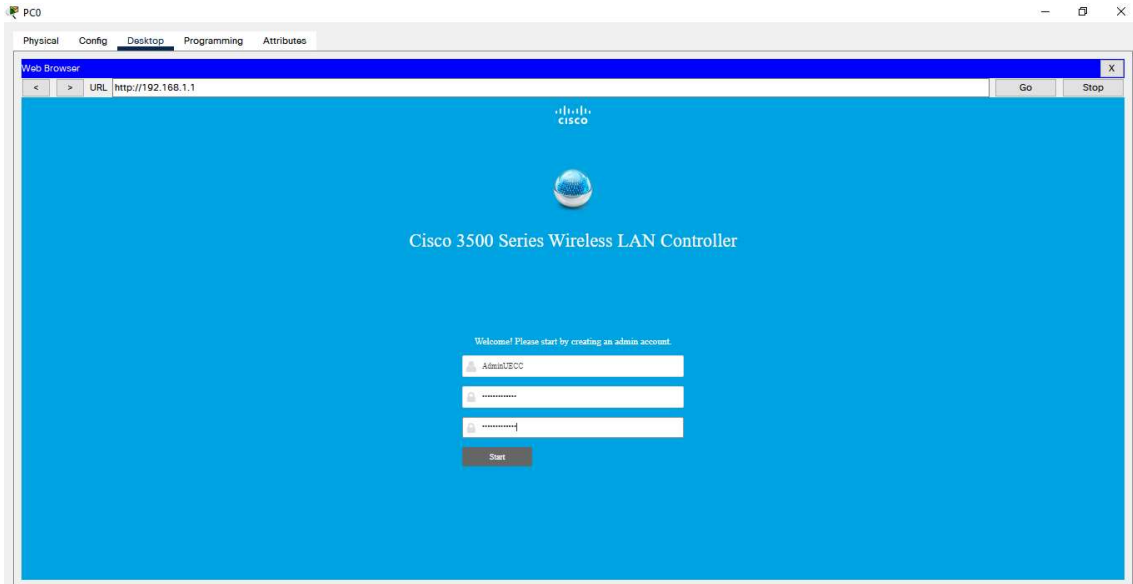 PC0
Physical Config Desktop Programming Attributes
Web Browser X
< > URL http://192.168.1.1 Go Stop
CISCO
Cisco 3500 Series Wireless LAN Controller
Welcome! Please start by creating an admin account.
AdminUECC
•••••••••••••
•••••••••••••
Start